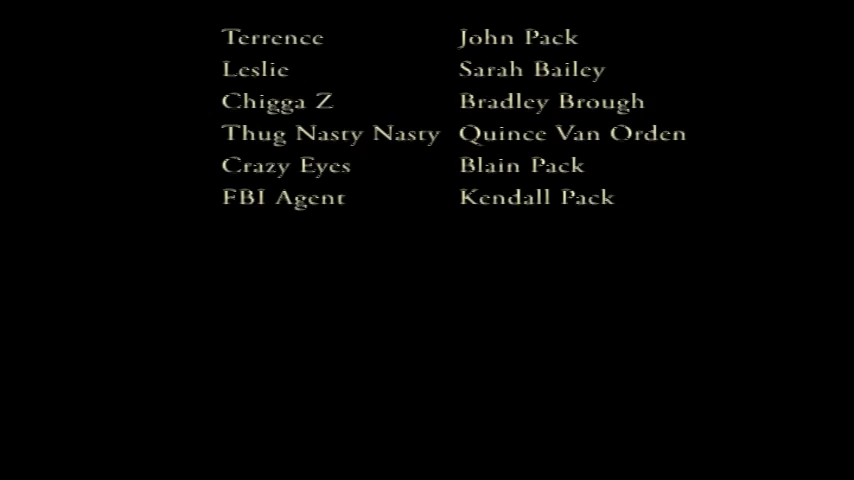 Terrence John Pack
Leslie Sarah Bailey
Chigga Z Bradley Brough
Thug Nasty Nasty Quince Van Orden
Crazy Eyes Blain Pack
FBI Agent Kendall Pack